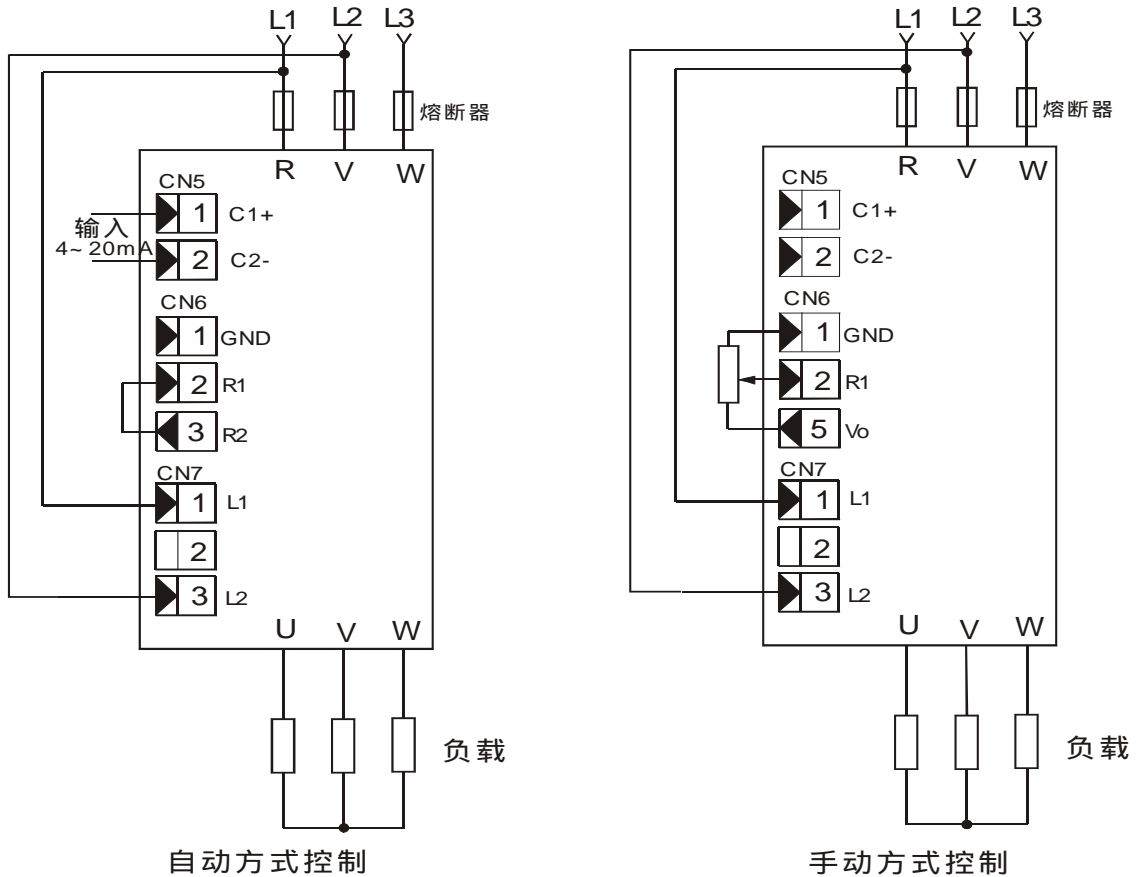 L1 L2 L3
熔断器
R V W
CN5
1 C1+
输入
4~20mA
2 C2-
CN6
1 GND
2 R1
3 R2
CN7
1 L1
2
3 L2
U V W
负载
自动方式控制
L1 L2 L3
熔断器
R V W
CN5
1 C1+
2 C2-
CN6
1 GND
2 R1
5 Vo
CN7
1 L1
2
3 L2
U V W
负载
手动方式控制